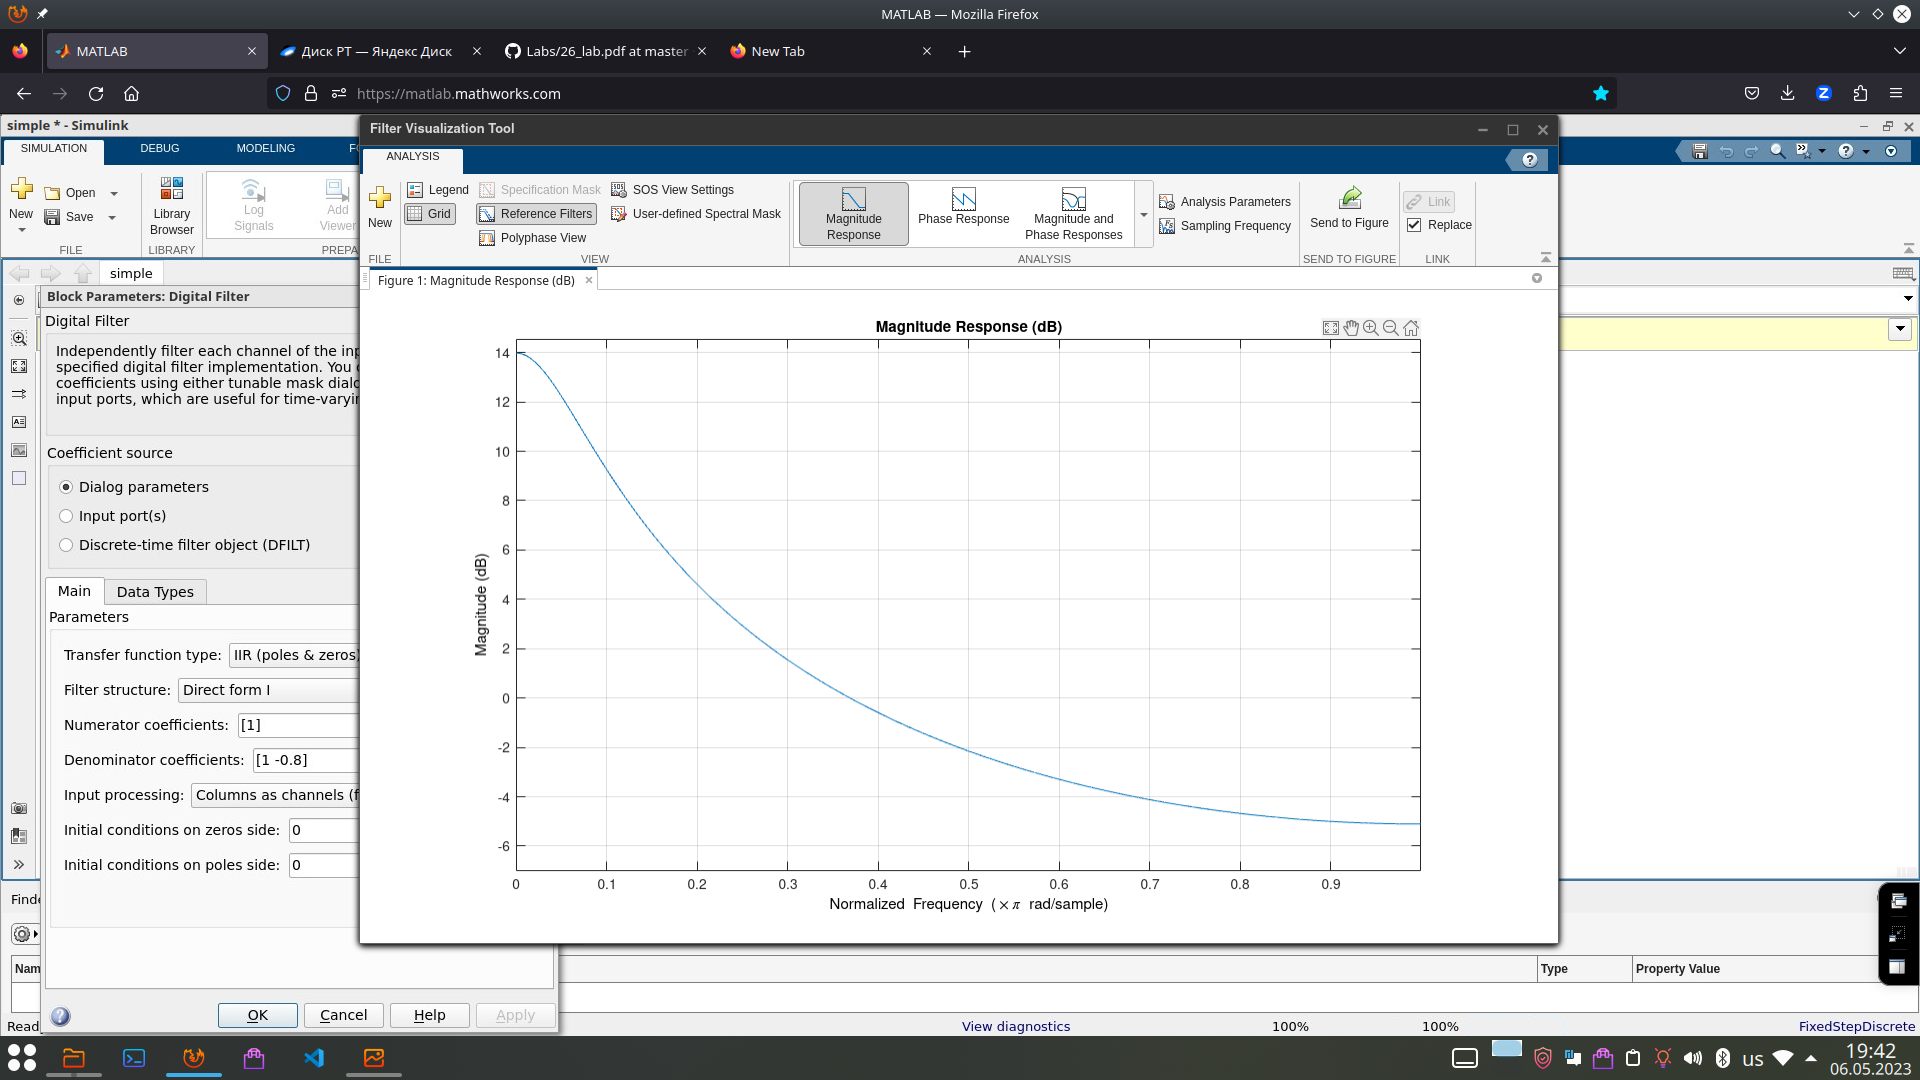 MATLAB — Mozilla Firefox
MATLAB
Диск РТ — Яндекс Диск
Labs/26_lab.pdf at master
New Tab
https://matlab.mathworks.com
simple * - Simulink
SIMULATION
DEBUG
MODELING
New
Open
Save
Library
Browser
Log
Signals
Add
Viewer
FILE
LIBRARY
PREPA
simple
Block Parameters: Digital Filter
Digital Filter
Independently filter each channel of the inp
specified digital filter implementation. You
coefficients using either tunable mask dialo
input ports, which are useful for time-varyin
Coefficient source
Dialog parameters
Input port(s)
Discrete-time filter object (DFILT)
Main
Data Types
Parameters
Transfer function type:
IIR (poles & zeros)
Filter structure:
Direct form I
Numerator coefficients:
[1]
Denominator coefficients:
[1 -0.8]
Input processing:
Columns as channels (f
Initial conditions on zeros side:
0
Initial conditions on poles side:
0
OK
Cancel
Help
Apply
Filter Visualization Tool
ANALYSIS
New
Legend
Grid
Specification Mask
Reference Filters
Polyphase View
SOS View Settings
User-defined Spectral Mask
Magnitude
Response
Phase Response
Magnitude and
Phase Responses
Analysis Parameters
Sampling Frequency
Send to Figure
Link
Replace
FILE
VIEW
ANALYSIS
SEND TO FIGURE
LINK
Figure 1: Magnitude Response (dB)
Magnitude Response (dB)
14
12
10
8
6
4
2
0
-2
-4
-6
Magnitude (dB)
0
0.1
0.2
0.3
0.4
0.5
0.6
0.7
0.8
0.9
Normalized Frequency (×π rad/sample)
Finde
Nam
Type
Property Value
Read
View diagnostics
100%
100%
FixedStepDiscrete
us
19:42
06.05.2023